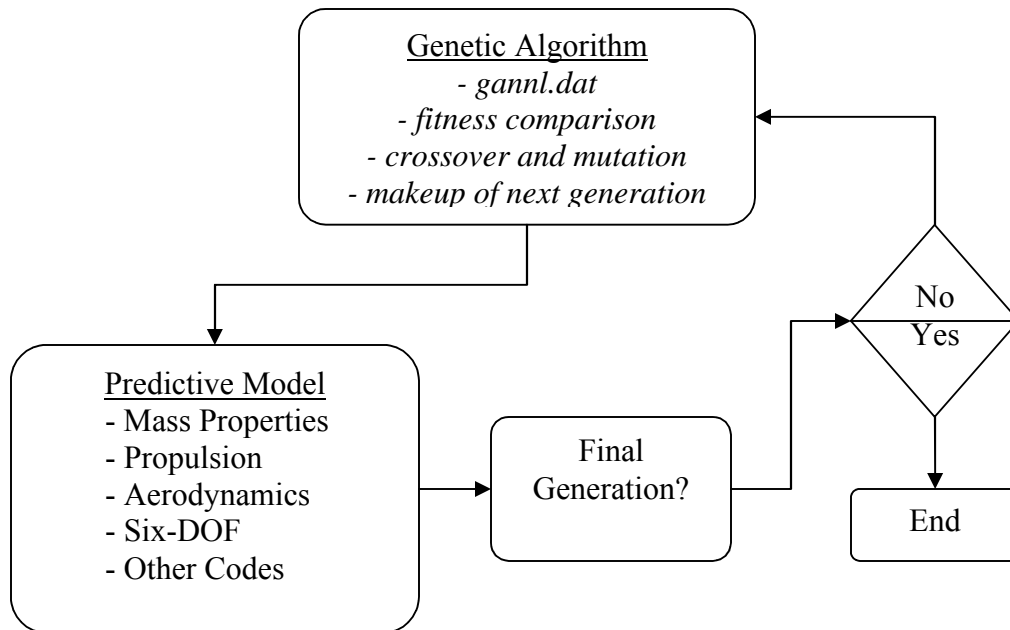 Genetic Algorithm
- gannl.dat
- fitness comparison
- crossover and mutation
- makeup of next generation
No
Yes
Predictive Model
- Mass Properties
- Propulsion
- Aerodynamics
- Six-DOF
- Other Codes
Final
Generation?
End